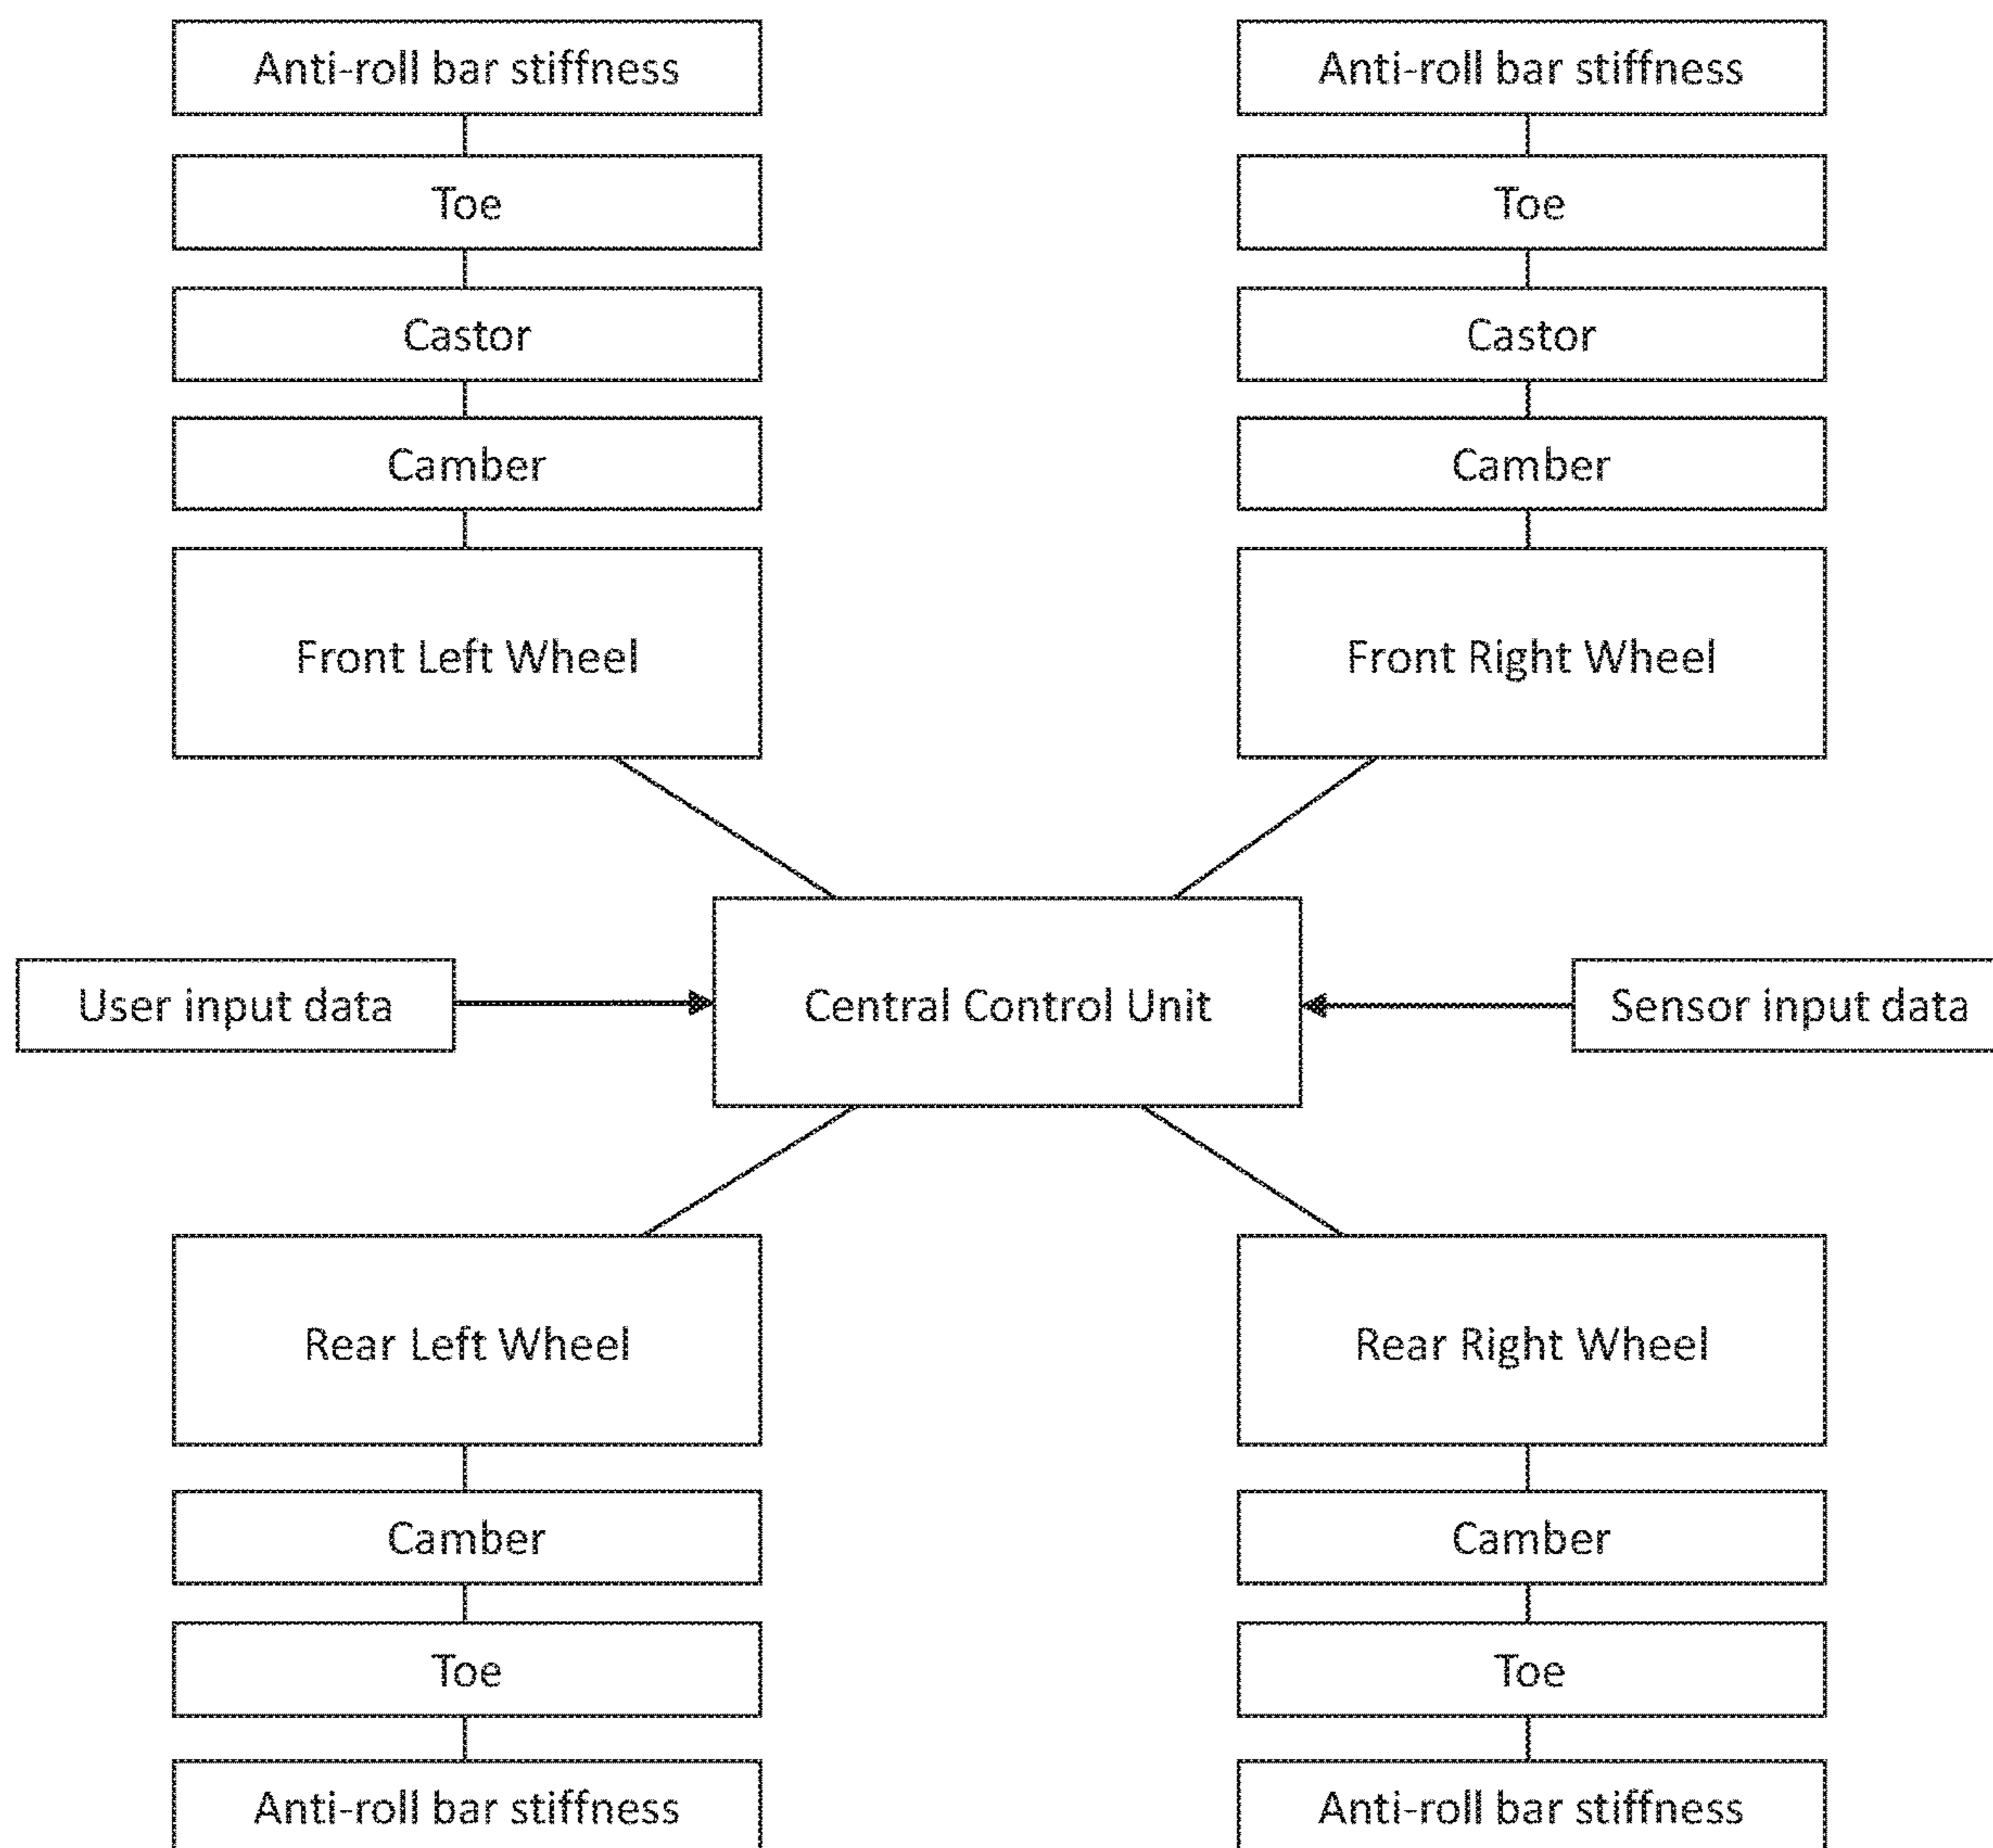 Anti-roll bar stiffness
Anti-roll bar stiffness
Toe
Toe
Castor
Castor
Camber
Camber
Front Left Wheel
Front Right Wheel
User input data
Central Control Unit
Sensor input data
Rear Left Wheel
Rear Right Wheel
Camber
Camber
Toe
Toe
Anti-roll bar stiffness
Anti-roll bar stiffness